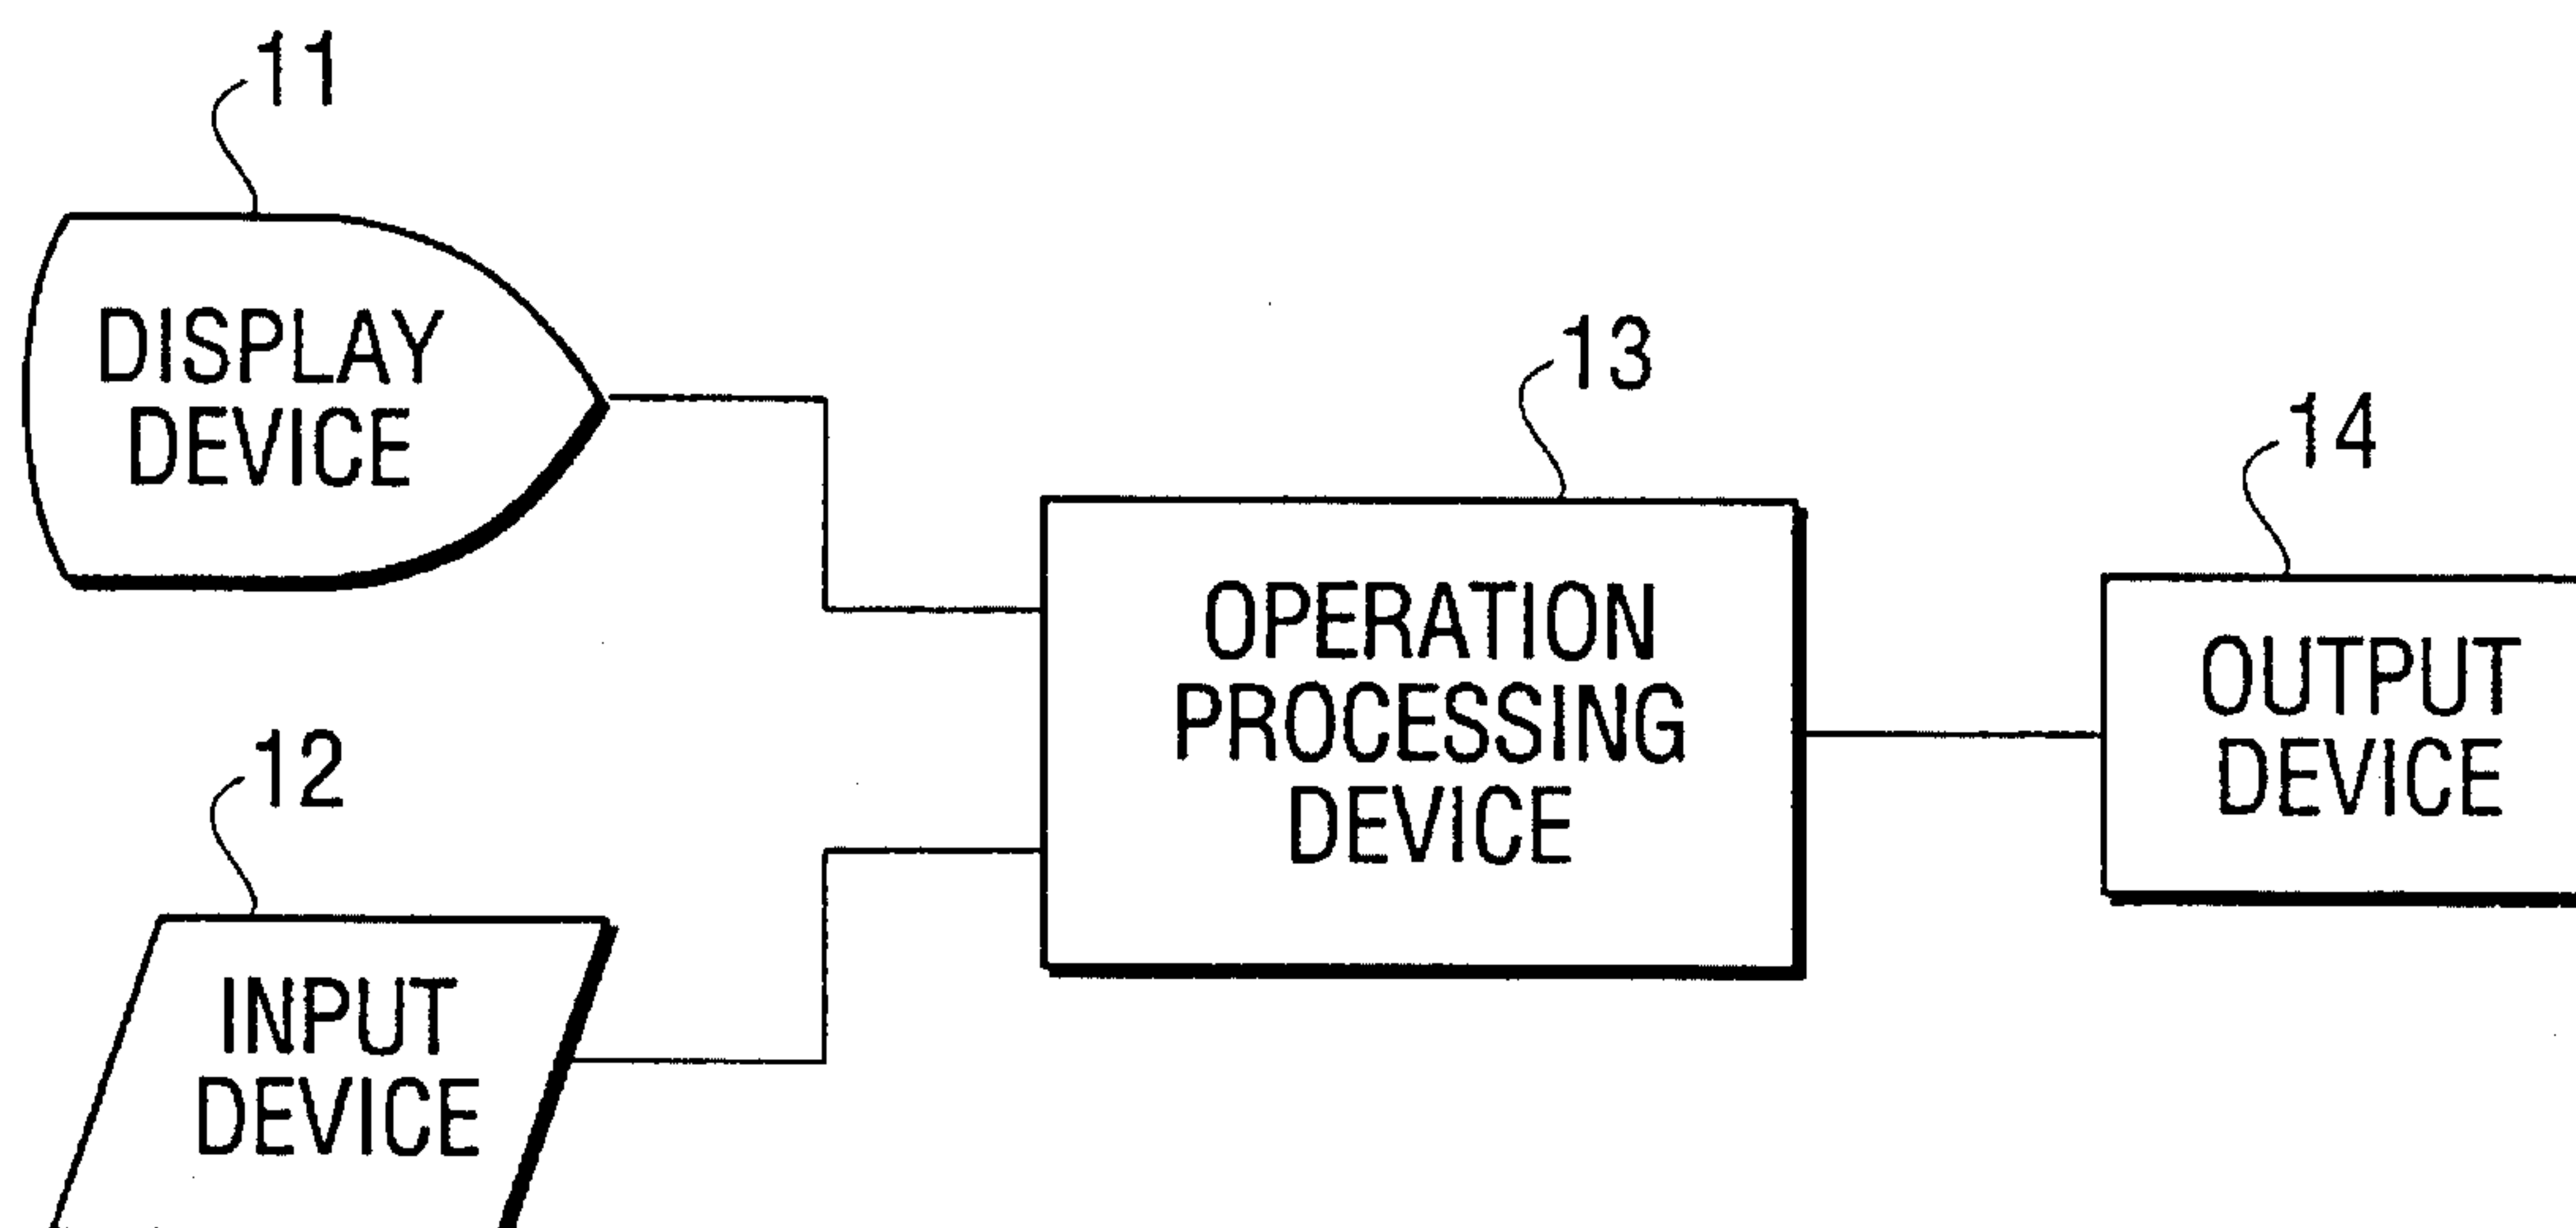 11
DISPLAY
DEVICE
12
INPUT
DEVICE
13
OPERATION
PROCESSING
DEVICE
14
OUTPUT
DEVICE